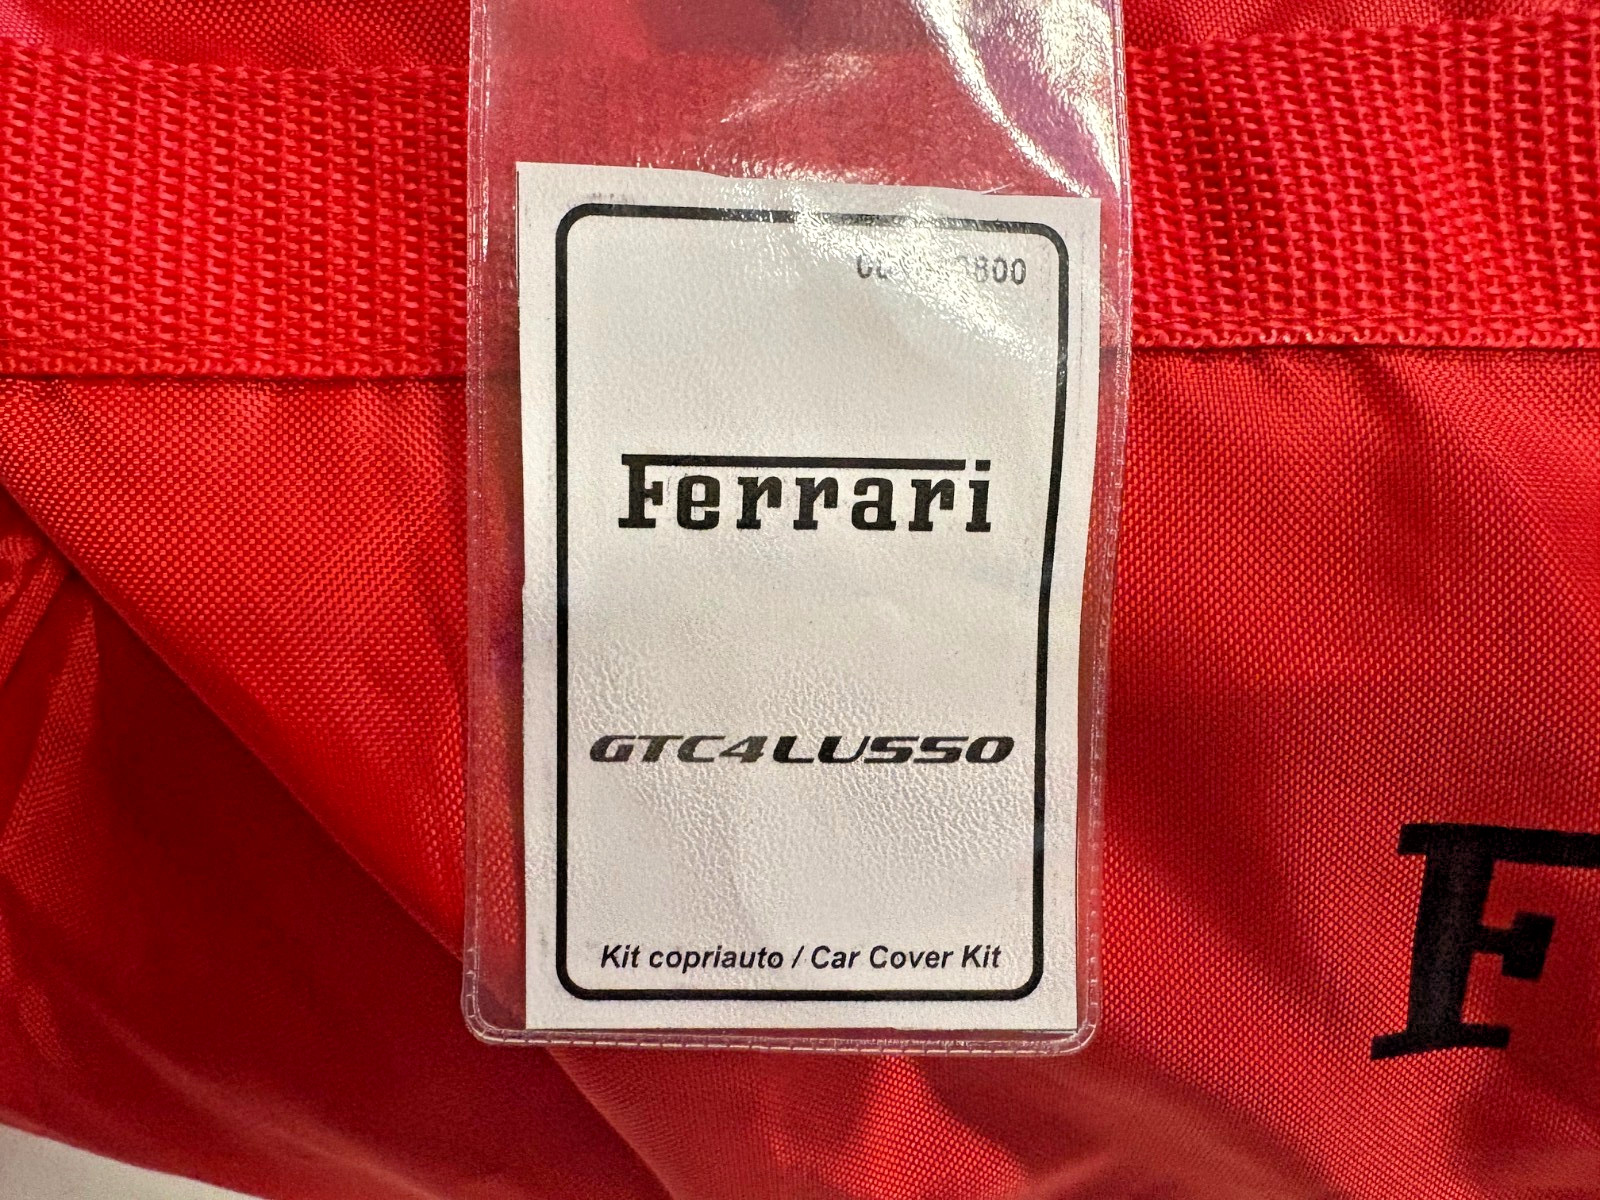 Ferrari
GTC4LUSSO
Kit copriauto / Car Cover Kit
F